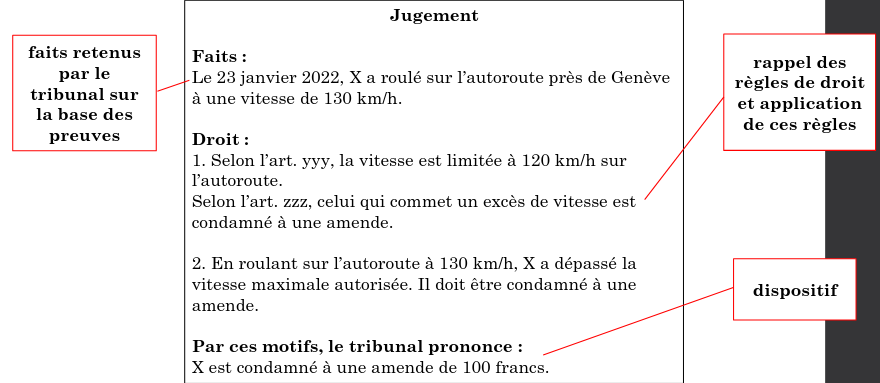 Jugement
faits retenus
par le
tribunal sur
la base des
preuves
Faits :
Le 23 janvier 2022, X a roulé sur l'autoroute près de Genève
à une vitesse de 130 km/h.
rappel des
règles de droit
et application
de ces règles
Droit :
1. Selon l'art. yyy, la vitesse est limitée à 120 km/h sur
l'autoroute.
Selon l'art. zzz, celui qui commet un excès de vitesse est
condamné à une amende.
2. En roulant sur l'autoroute à 130 km/h, X a dépassé la
vitesse maximale autorisée. Il doit être condamné à une
amende.
dispositif
Par ces motifs, le tribunal prononce :
X est condamné à une amende de 100 francs.